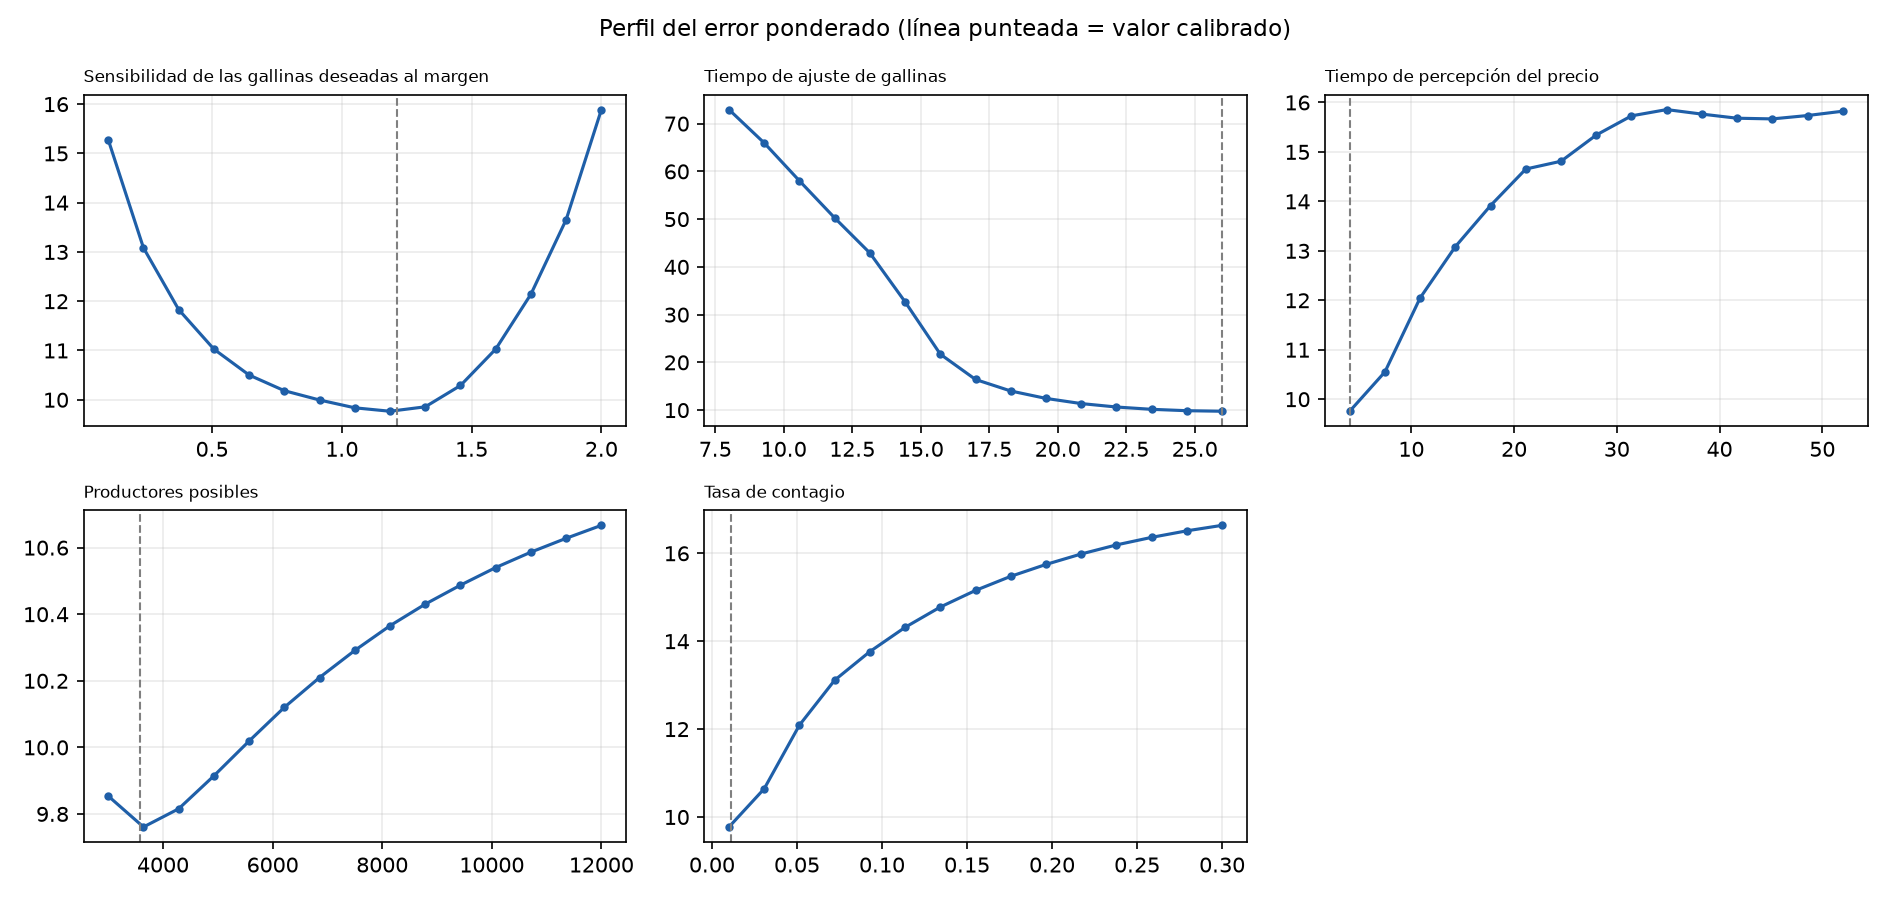 Perfil del error ponderado (línea punteada = valor calibrado)
Sensibilidad de las gallinas deseadas al margen
16
15
14
13
12
11
10
0.5 1.0 1.5 2.0
Tiempo de ajuste de gallinas
70
60
50
40
30
20
10
7.5 10.0 12.5 15.0 17.5 20.0 22.5 25.0
Tiempo de percepción del precio
16
15
14
13
12
11
10
10 20 30 40 50
Productores posibles
10.6
10.4
10.2
10.0
9.8
4000 6000 8000 10000 12000
Tasa de contagio
16
14
12
10
0.00 0.05 0.10 0.15 0.20 0.25 0.30